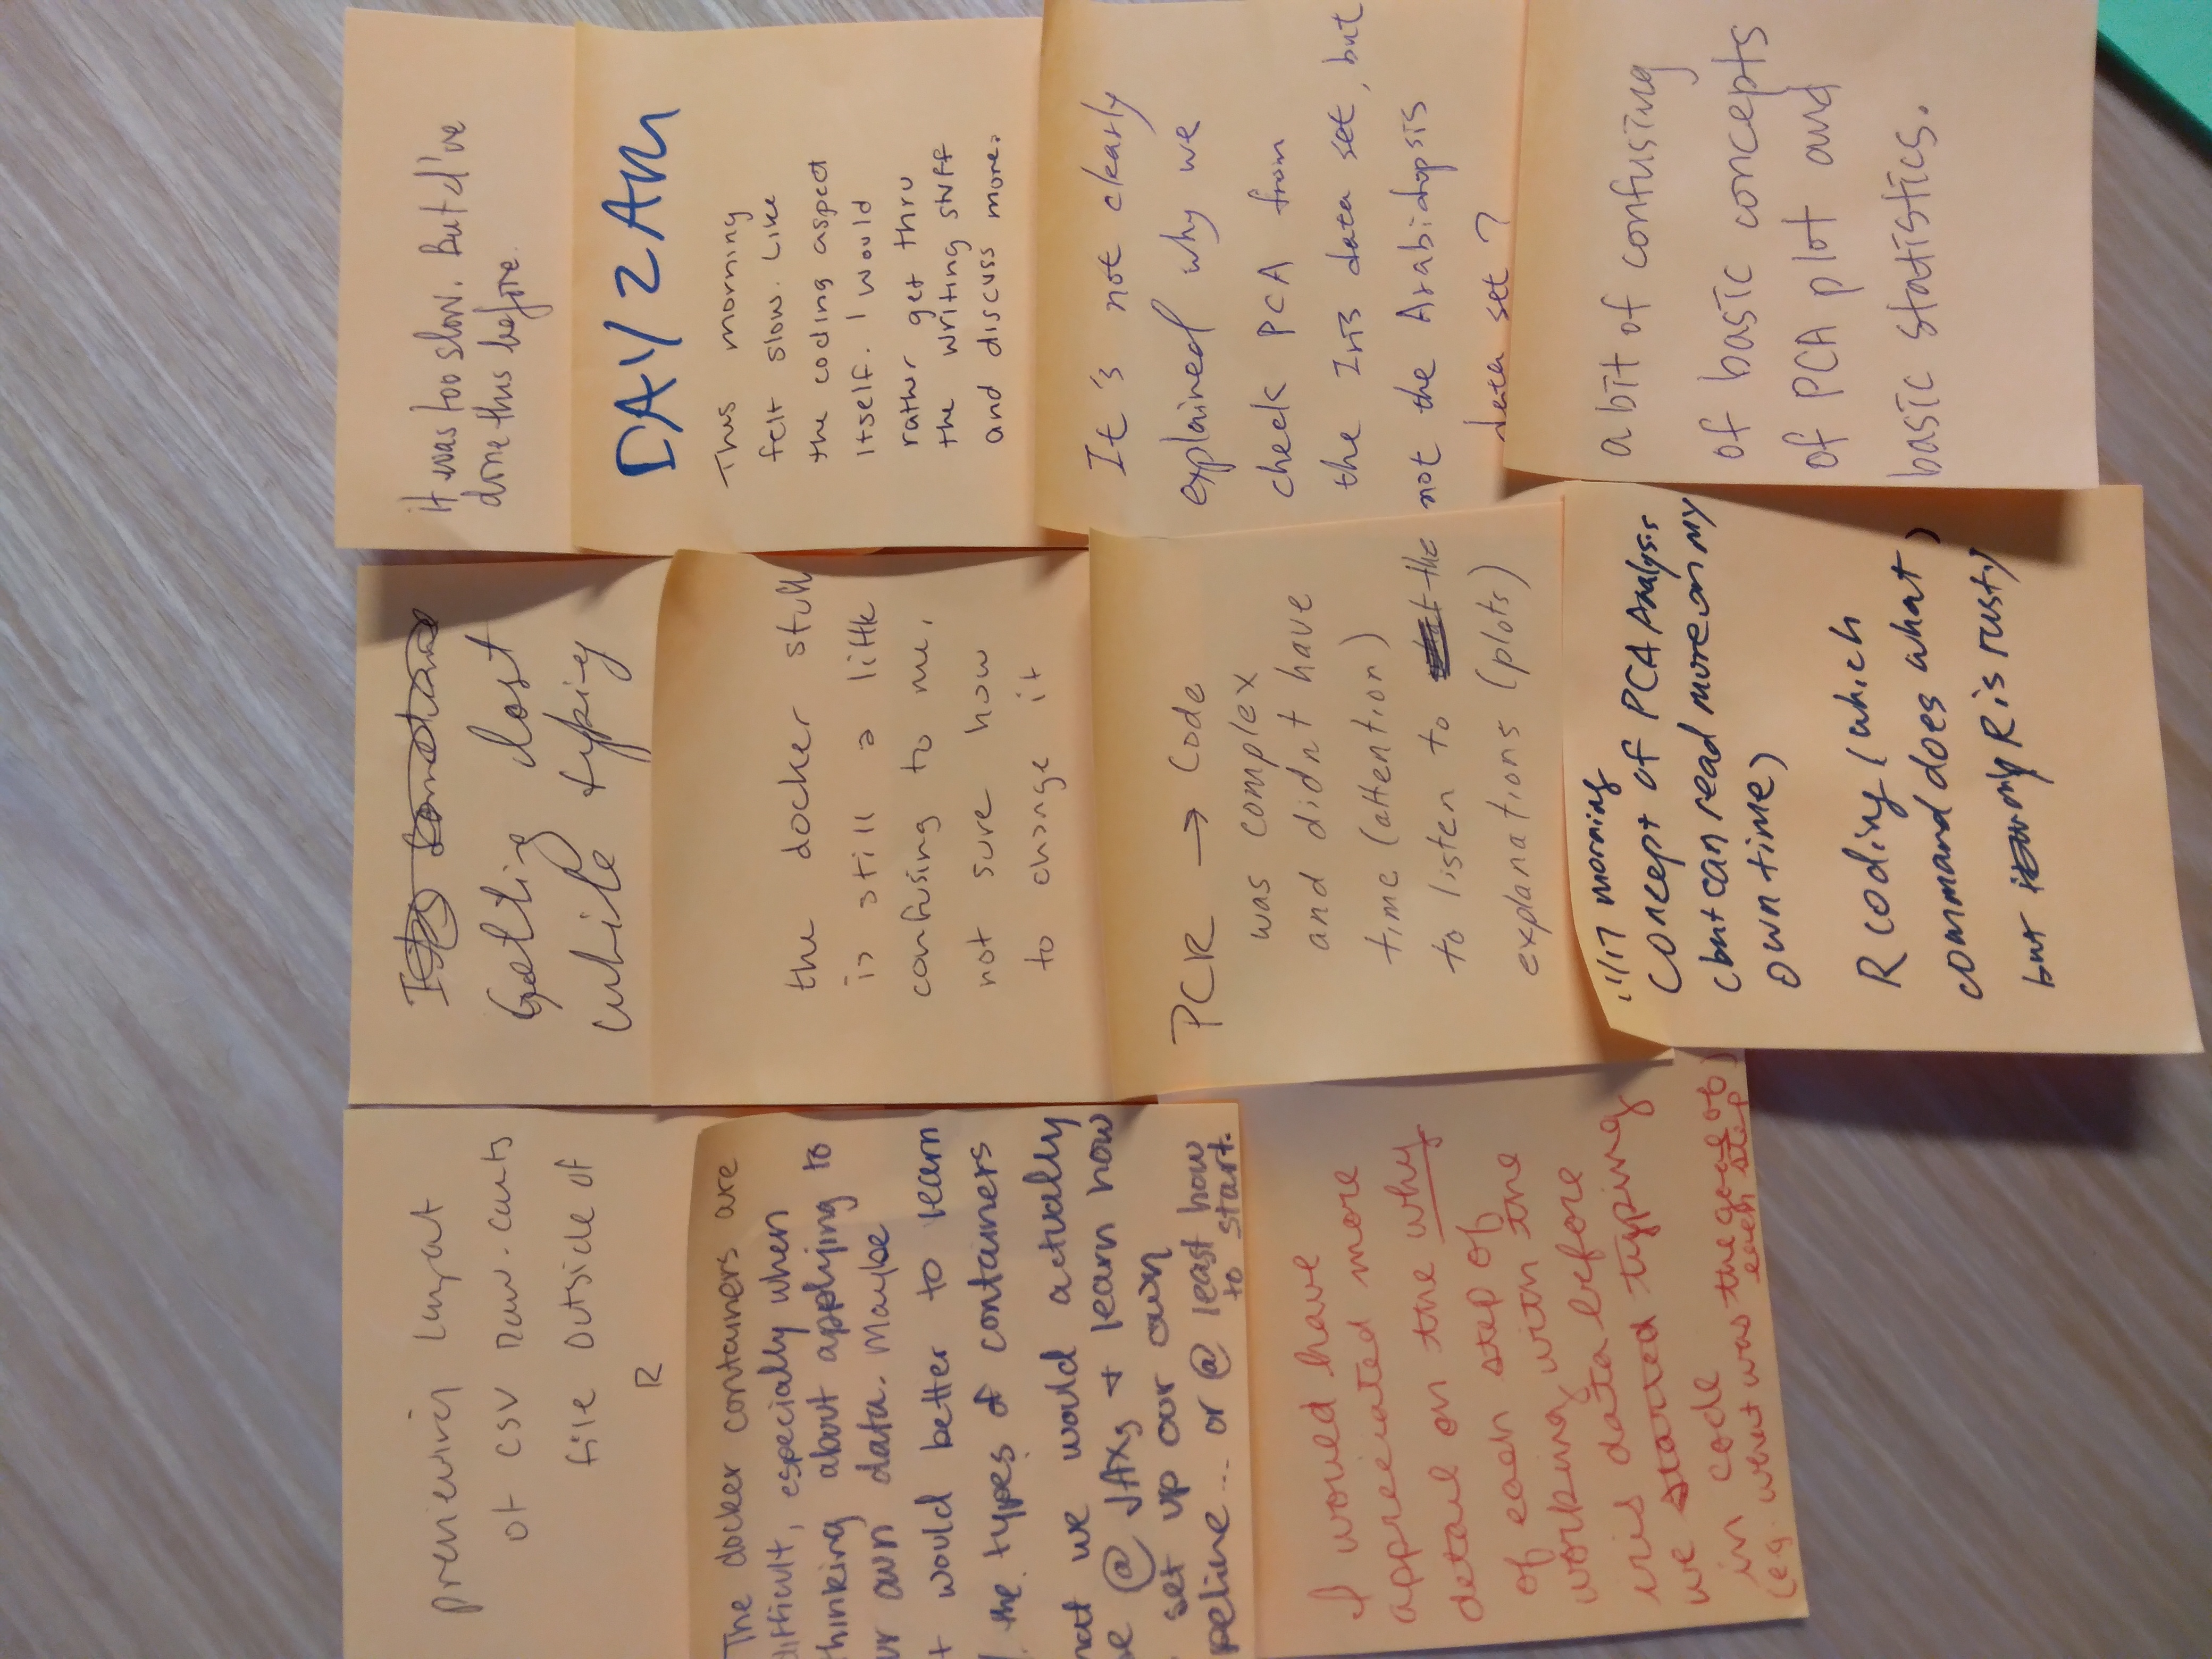 previewing layout
of csv raw.counts
file outside of
R
The docker containers are
difficult, especially when
thinking about applying to
our own data. Maybe
it would better to learn
the types of containers
that we would actually
use @ JAX, + learn how
to set up our own
pipeline... or @ least how
to start.
I would have
appreciated more
detail on the why
of each step of
working with the
iris data before
we started typing
in code
(e.g. what was the goal of
each step)
Getting lost
while typing
the docker stuff
is still a little
confusing to me,
not sure how
to change it
PCR → Code
was complex
and didnt have
time (attention)
to listen to the
explanations (plots)
11/17 morning
Concept of PCA Analysis
(but can read more on my
own time)
R coding (which
command does what)
but my R is rusty
it was too slow. But I've
done this before.
DAY 2 AM
This morning
felt slow. Like
the coding aspect
itself. I would
rather get thru
the writing stuff
and discuss more.
It's not clearly
explained why we
check PCA from
the Iris data set, but
not the Arabidopsis
data set?
a bit of confusing
of basic concepts
of PCA plot and
basic statistics.